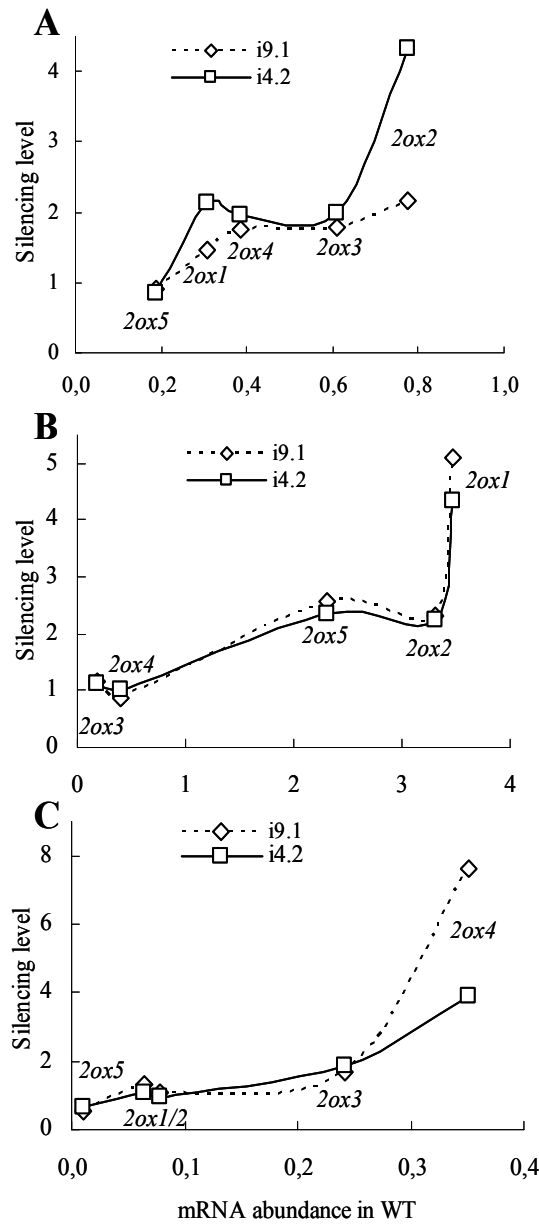 A
i9.1
i4.2
Silencing level
4
3
2
1
0
2ox2
2ox3
2ox4
2ox1
2ox5
0,0 0,2 0,4 0,6 0,8 1,0
B
i9.1
i4.2
Silencing level
5
4
3
2
1
0
2ox1
2ox4
2ox5
2ox2
2ox3
0 1 2 3 4
C
i9.1
i4.2
Silencing level
8
6
4
2
0
2ox4
2ox5
2ox3
2ox1/2
0,0 0,1 0,2 0,3 0,4
mRNA abundance in WT